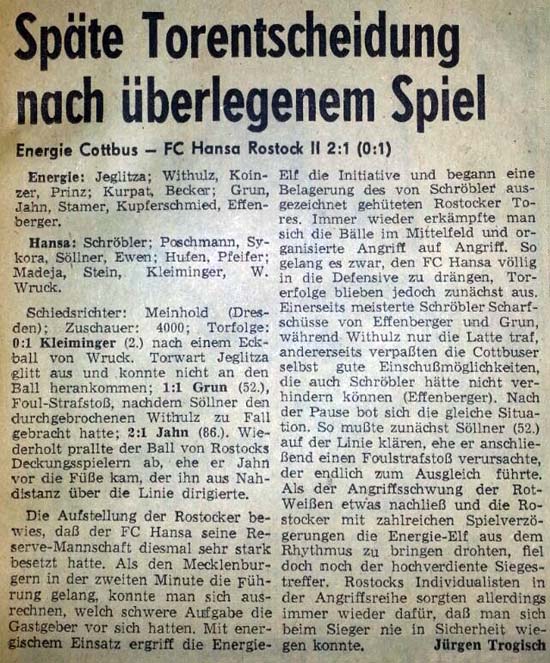 Späte Torentscheidung
nach überlegenem Spiel
Energie Cottbus — FC Hansa Rostock II 2:1 (0:1)
Energie: Jeglitza; Withulz, Koin-
zer, Prinz; Kurpat, Becker; Grun,
Jahn, Stamer, Kupferschmied, Effen-
berger.
Hansa: Schröbler; Poschmann, Sy-
kora, Söllner, Ewen; Hufen, Pfeifer;
Madeja, Stein, Kleiminger, W.
Wruck.
Schiedsrichter: Meinhold (Dres-
den); Zuschauer: 4000; Torfolge:
0:1 Kleiminger (2.) nach einem Eck-
ball von Wruck. Torwart Jeglitza
glitt aus und konnte nicht an den
Ball herankommen; 1:1 Grun (52.),
Foul-Strafstoß, nachdem Söllner den
durchgebrochenen Withulz zu Fall
gebracht hatte; 2:1 Jahn (86.). Wie-
derholt prallte der Ball von Rostocks
Deckungsspielern ab, ehe er Jahn
vor die Füße kam, der ihn aus Nah-
distanz über die Linie dirigierte.
Die Aufstellung der Rostocker be-
wies, daß der FC Hansa seine Re-
serve-Mannschaft diesmal sehr stark
besetzt hatte. Als den Mecklenbur-
gern in der zweiten Minute die Füh-
rung gelang, konnte man sich aus-
rechnen, welch schwere Aufgabe die
Gastgeber vor sich hatten. Mit ener-
gischem Einsatz ergriff die Energie-
Elf die Initiative und begann eine
Belagerung des von Schröbler aus-
gezeichnet gehüteten Rostocker To-
res. Immer wieder erkämpfte man
sich die Bälle im Mittelfeld und or-
ganisierte Angriff auf Angriff. So
gelang es zwar, den FC Hansa völlig
in die Defensive zu drängen, Tor-
erfolge blieben jedoch zunächst aus.
Einerseits meisterte Schröbler Scharf-
schüsse von Effenberger und Grun,
während Withulz nur die Latte traf,
andererseits verpaßten die Cottbuser
selbst gute Einschußmöglichkeiten,
die auch Schröbler hätte nicht ver-
hindern können (Effenberger). Nach
der Pause bot sich die gleiche Situa-
tion. So mußte zunächst Söllner (52.)
auf der Linie klären, ehe er anschlie-
ßend einen Foulstrafstoß verursachte,
der endlich zum Ausgleich führte.
Als der Angriffsschwung der Rot-
Weißen etwas nachließ und die Ro-
stocker mit zahlreichen Spielverzö-
gerungen die Energie-Elf aus dem
Rhythmus zu bringen drohten, fiel
doch noch der hochverdiente Sieges-
treffer. Rostocks Individualisten in
der Angriffsreihe sorgten allerdings
immer wieder dafür, daß man sich
beim Sieger nie in Sicherheit wie-
gen konnte. Jürgen Trogisch